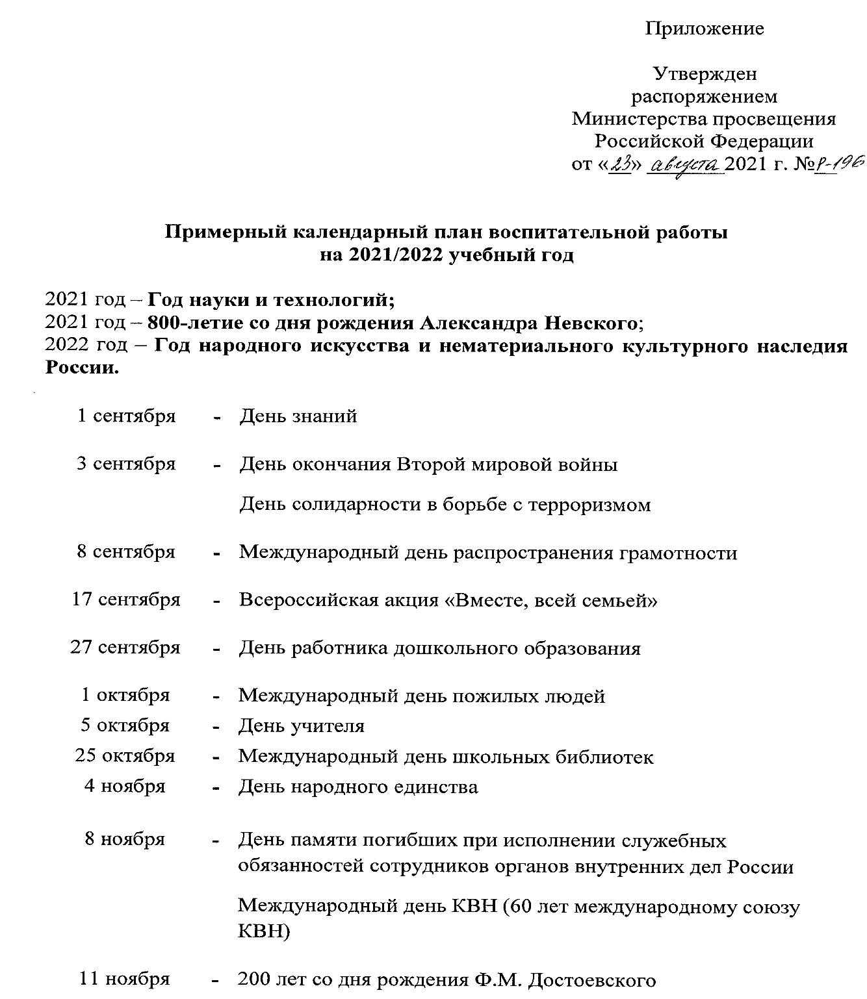 Приложение
Утвержден
распоряжением
Министерства просвещения
Российской Федерации
от «23» августа 2021 г. №Р-196
Примерный календарный план воспитательной работы
на 2021/2022 учебный год
2021 год – Год науки и технологий;
2021 год – 800-летие со дня рождения Александра Невского;
2022 год – Год народного искусства и нематериального культурного наследия
России.
1 сентября - День знаний
3 сентября - День окончания Второй мировой войны
День солидарности в борьбе с терроризмом
8 сентября - Международный день распространения грамотности
17 сентября - Всероссийская акция «Вместе, всей семьей»
27 сентября - День работника дошкольного образования
1 октября - Международный день пожилых людей
5 октября - День учителя
25 октября - Международный день школьных библиотек
4 ноября - День народного единства
8 ноября - День памяти погибших при исполнении служебных
обязанностей сотрудников органов внутренних дел России
Международный день КВН (60 лет международному союзу
КВН)
11 ноября - 200 лет со дня рождения Ф.М. Достоевского